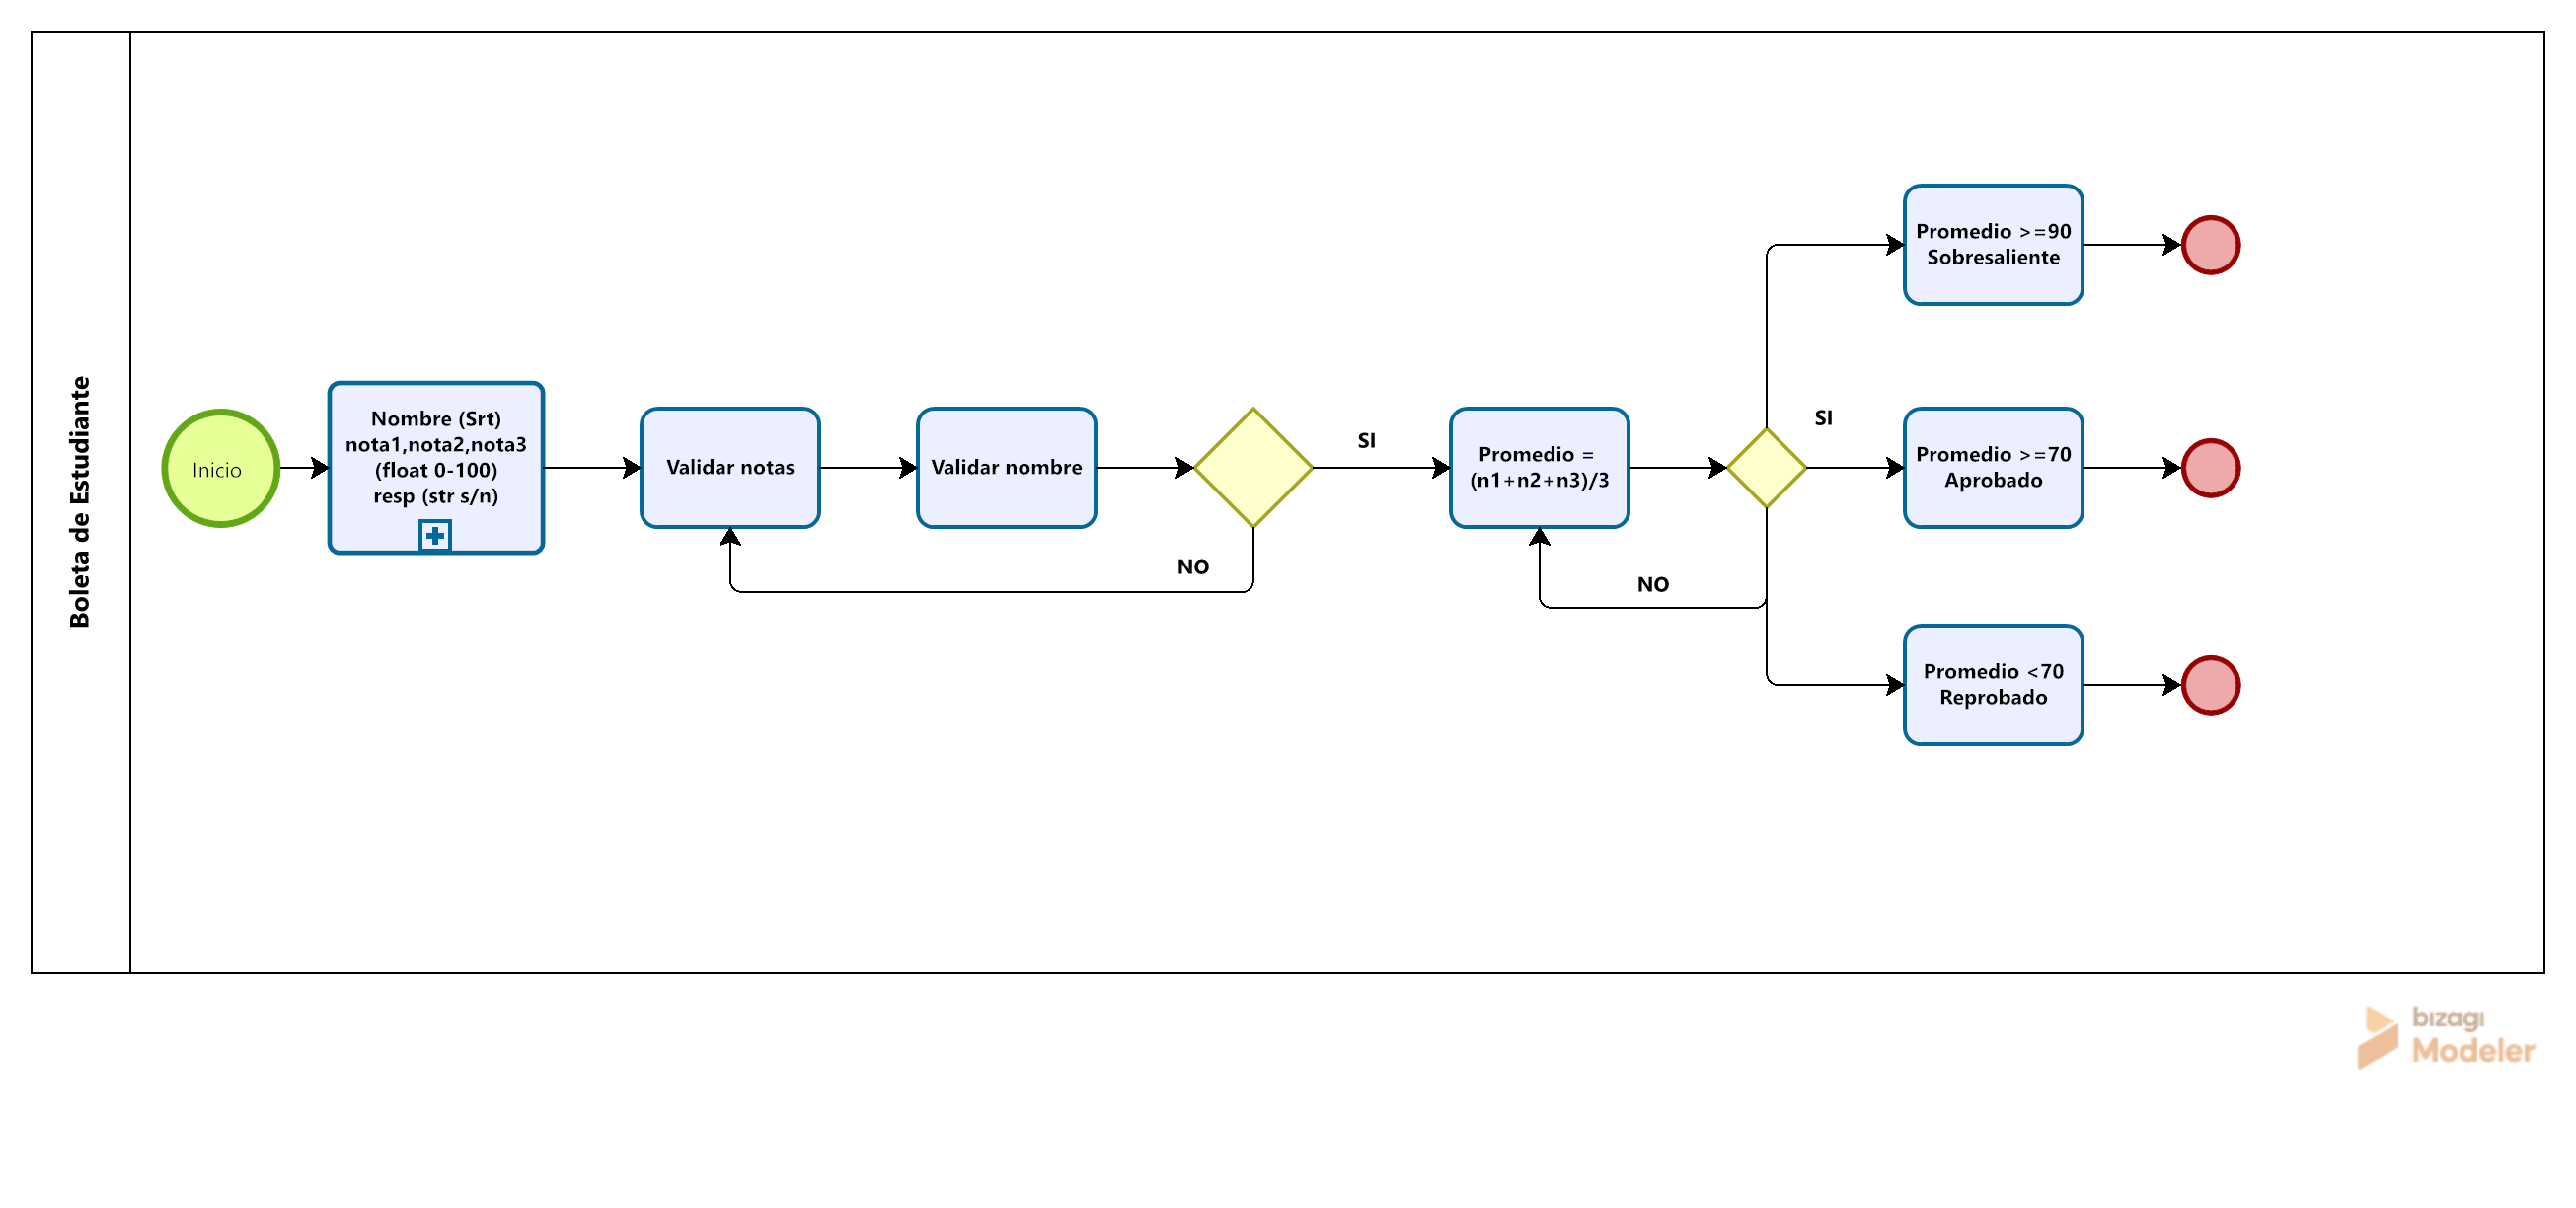 Boleta de Estudiante
Inicio
Nombre (Srt)
nota1,nota2,nota3
(float 0-100)
resp (str s/n)
Validar notas
Validar nombre
NO
SI
Promedio =
(n1+n2+n3)/3
NO
SI
Promedio >=90
Sobresaliente
Promedio >=70
Aprobado
Promedio <70
Reprobado
bizagi
Modeler